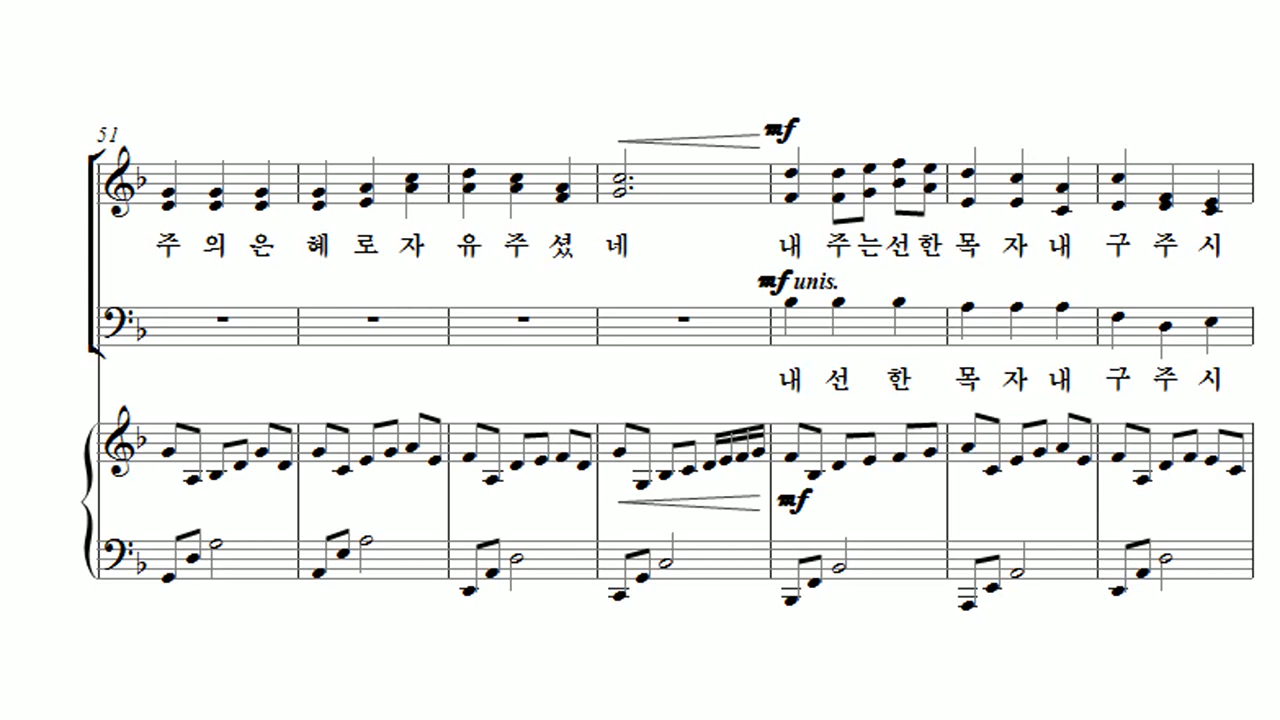 51
mf
주 의 은 혜 로 자 유 주 셨 네 내 주는선한 목 자 내 구 주 시
mf unis.
내 선 한 목 자 내 구 주 시
mf